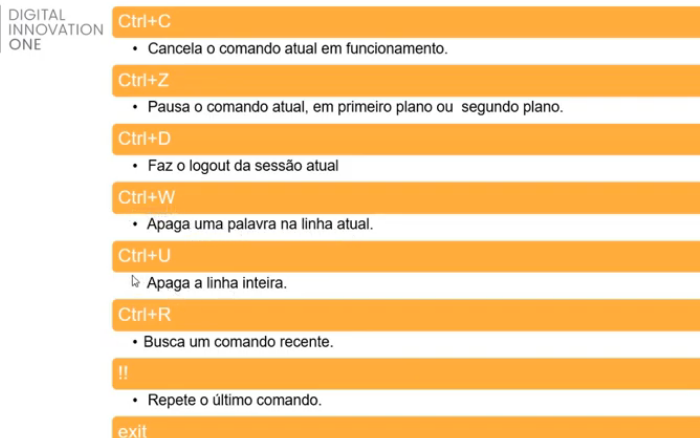 DIGITAL
INNOVATION
ONE
Ctrl+C
• Cancela o comando atual em funcionamento.
Ctrl+Z
• Pausa o comando atual, em primeiro plano ou segundo plano.
Ctrl+D
• Faz o logout da sessão atual
Ctrl+W
• Apaga uma palavra na linha atual.
Ctrl+U
Apaga a linha inteira.
Ctrl+R
• Busca um comando recente.
!!
• Repete o último comando.
exit